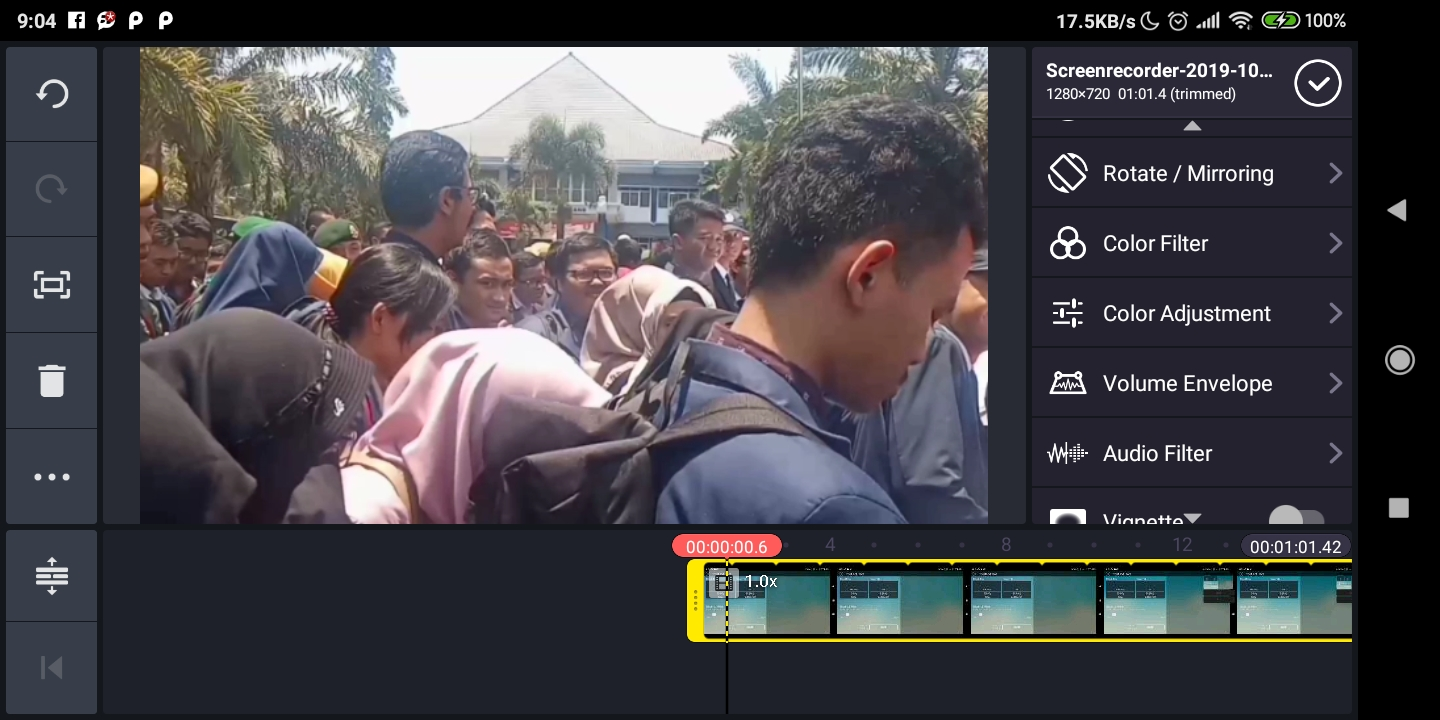 9:04
17.5KB/s
100%
Screenrecorder-2019-10...
1280×720 01:01.4 (trimmed)
Rotate / Mirroring
Color Filter
Color Adjustment
Volume Envelope
Audio Filter
Vignette
00:00:00.6
4
8
12
00:01:01.42
1.0x